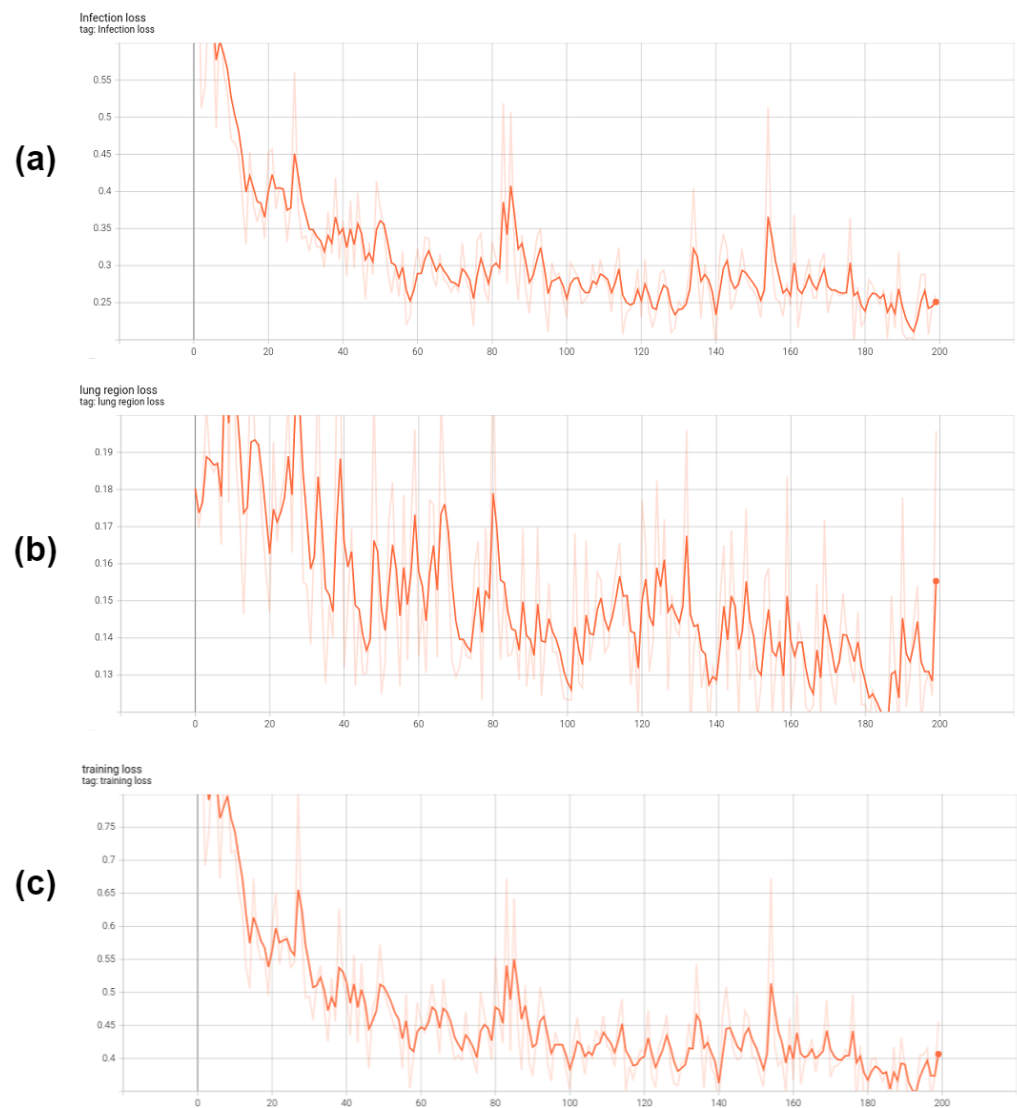 Infection loss
tag: Infection loss
(a)
0.55
0.5
0.45
0.4
0.35
0.3
0.25
0 20 40 60 80 100 120 140 160 180 200
lung region loss
tag: lung region loss
(b)
0.19
0.18
0.17
0.16
0.15
0.14
0.13
0 20 40 60 80 100 120 140 160 180 200
training loss
tag: training loss
(c)
0.75
0.7
0.65
0.6
0.55
0.5
0.45
0.4
0 20 40 60 80 100 120 140 160 180 200